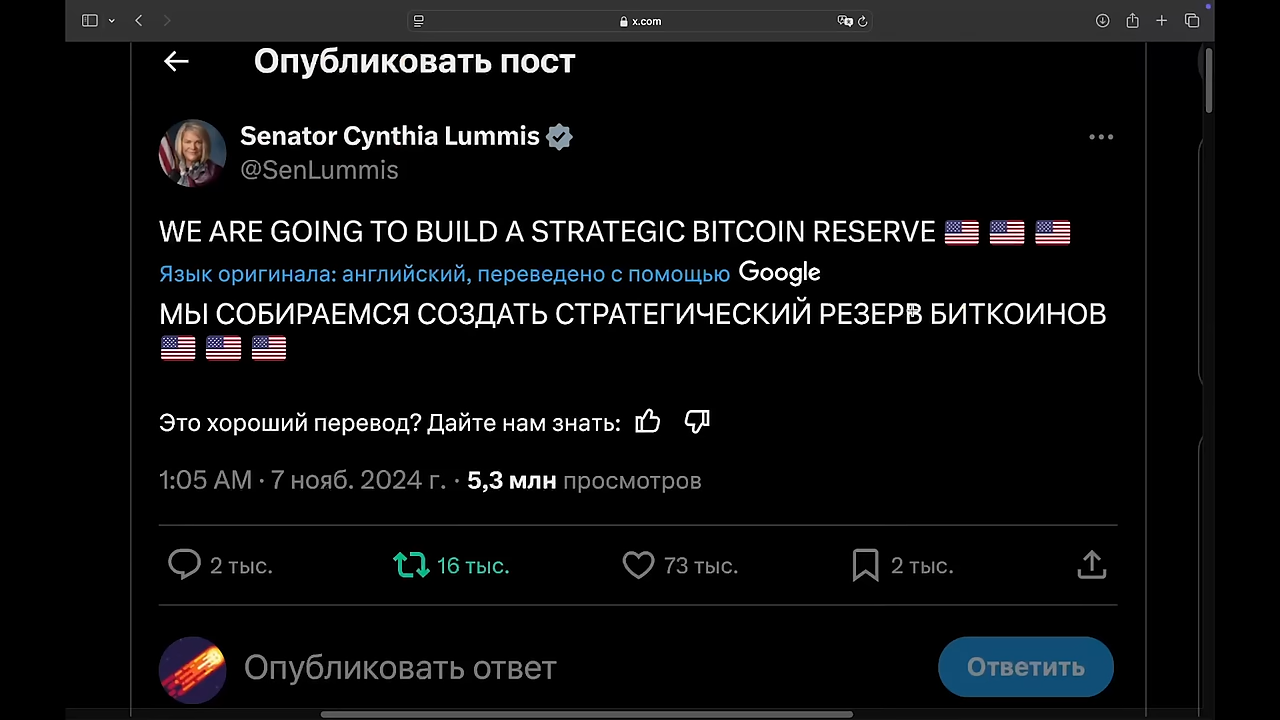 x.com
Опубликовать пост
Senator Cynthia Lummis
@SenLummis
WE ARE GOING TO BUILD A STRATEGIC BITCOIN RESERVE 🇺🇸 🇺🇸 🇺🇸
Язык оригинала: английский, переведено с помощью Google
МЫ СОБИРАЕМСЯ СОЗДАТЬ СТРАТЕГИЧЕСКИЙ РЕЗЕРВ БИТКОИНОВ
🇺🇸 🇺🇸 🇺🇸
Это хороший перевод? Дайте нам знать:
1:05 AM · 7 нояб. 2024 г. · 5,3 млн просмотров
2 тыс. 16 тыс. 73 тыс. 2 тыс.
Опубликовать ответ Ответить